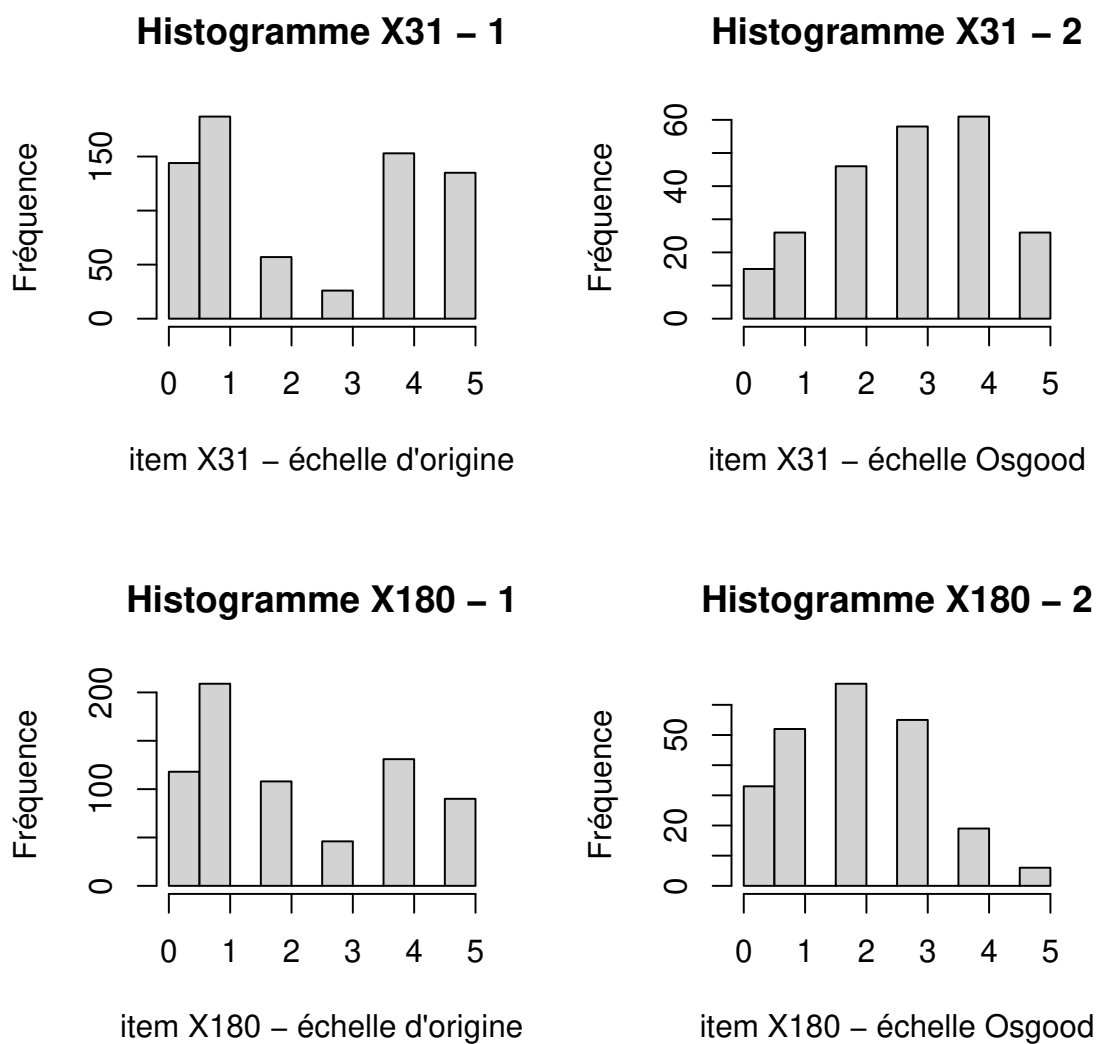 Histogramme X31 – 1
Fréquence
0 50 150
0 1 2 3 4 5
item X31 – échelle d'origine
Histogramme X31 – 2
Fréquence
0 20 40 60
0 1 2 3 4 5
item X31 – échelle Osgood
Histogramme X180 – 1
Fréquence
0 100 200
0 1 2 3 4 5
item X180 – échelle d'origine
Histogramme X180 – 2
Fréquence
0 20 50
0 1 2 3 4 5
item X180 – échelle Osgood